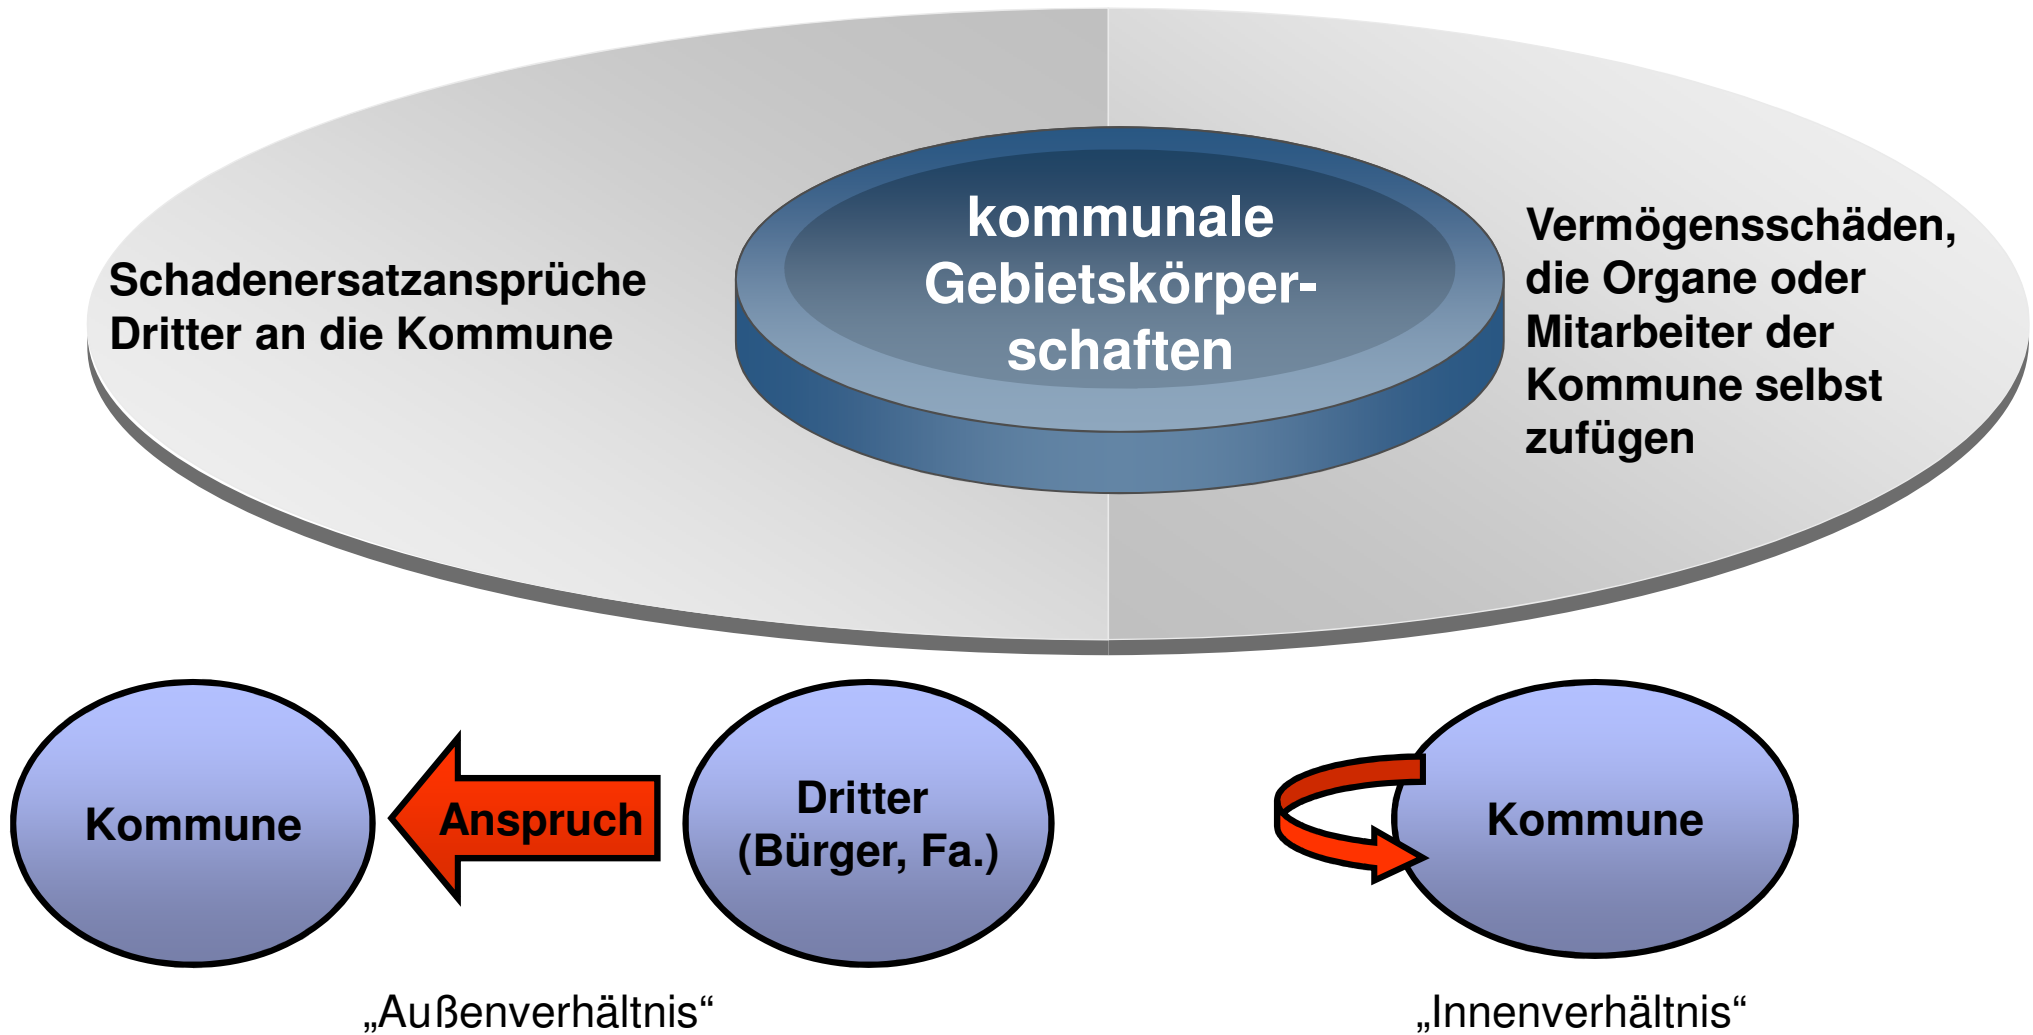 kommunale
Gebietskörper-
schaften
Schadenersatzansprüche
Dritter an die Kommune
Vermögensschäden,
die Organe oder
Mitarbeiter der
Kommune selbst
zufügen
Kommune
Anspruch
Dritter
(Bürger, Fa.)
Kommune
„Außenverhältnis“
„Innenverhältnis“